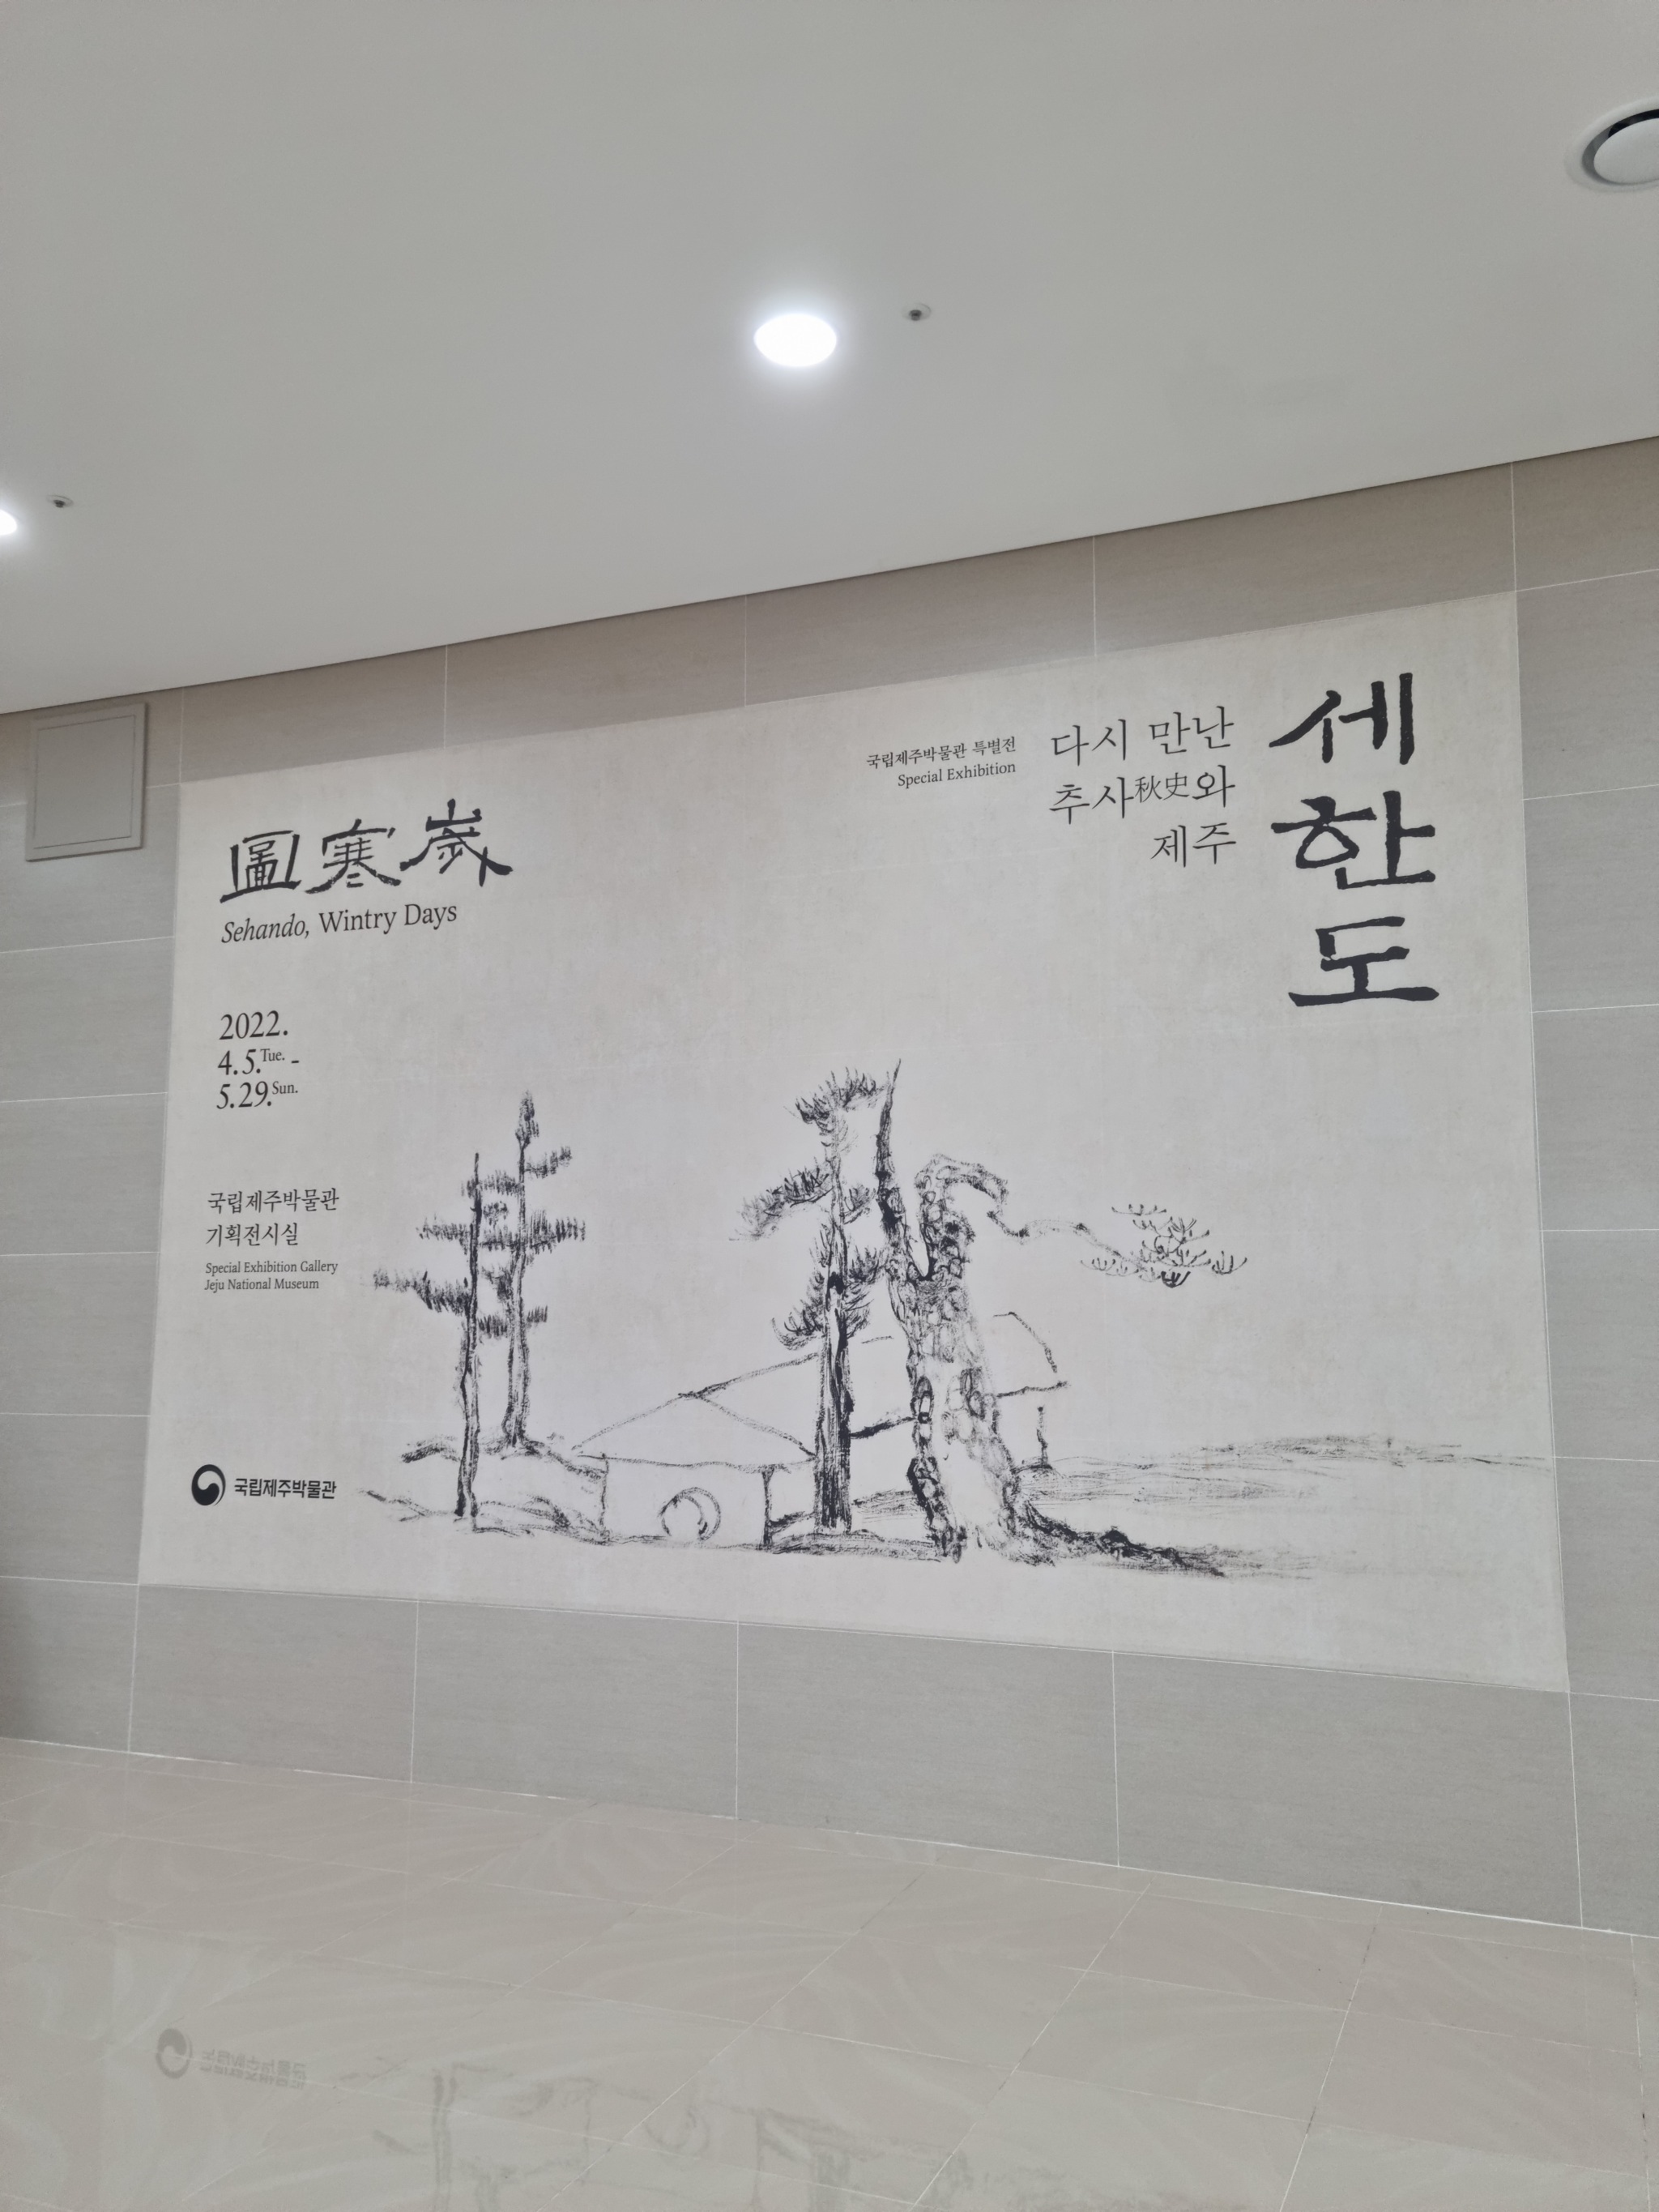 세한도
다시 만난
추사秋史와
제주
국립제주박물관 특별전
Special Exhibition
圖寒歲
Sehando, Wintry Days
2022.
4.5.Tue. -
5.29.Sun.
국립제주박물관
기획전시실
Special Exhibition Gallery
Jeju National Museum
국립제주박물관